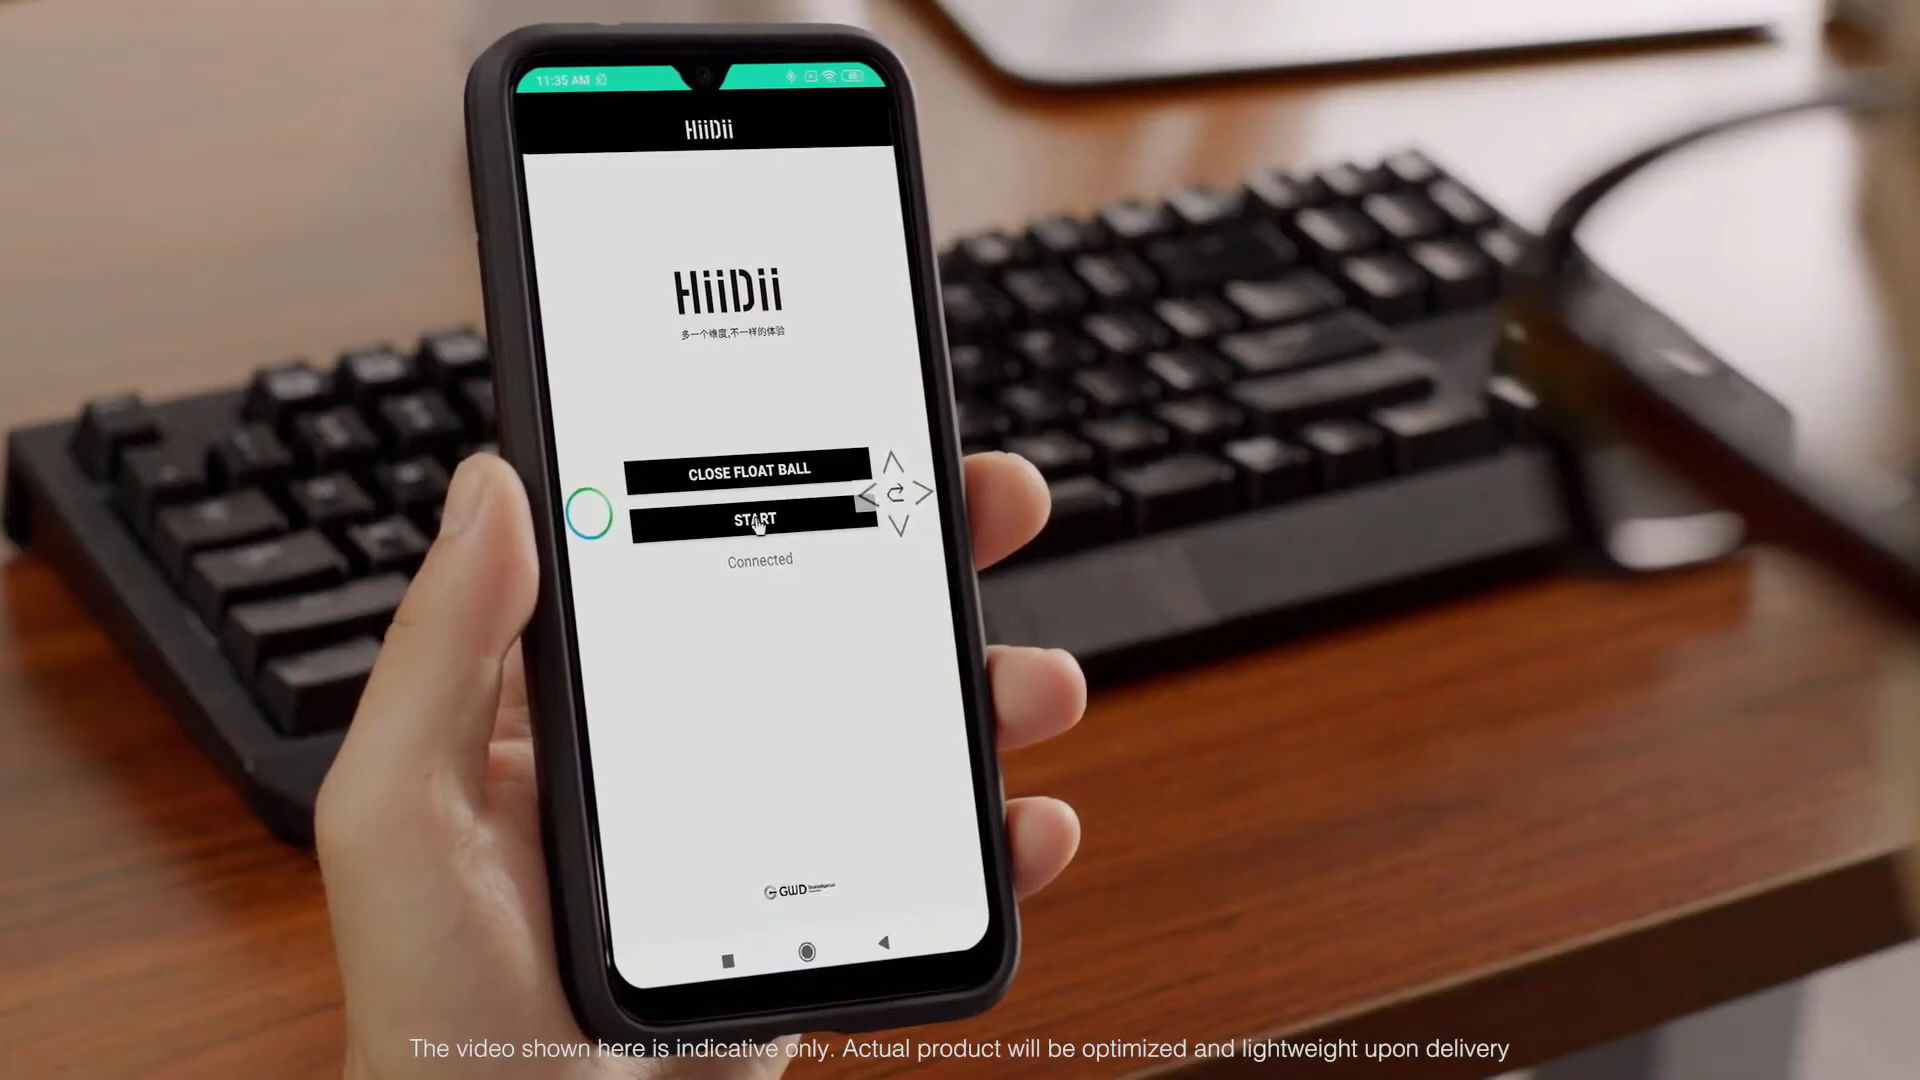 11:35 AM
HiiDii
HiiDii
多一个维度,不一样的体验
CLOSE FLOAT BALL
START
Connected
GWD
The video shown here is indicative only. Actual product will be optimized and lightweight upon delivery